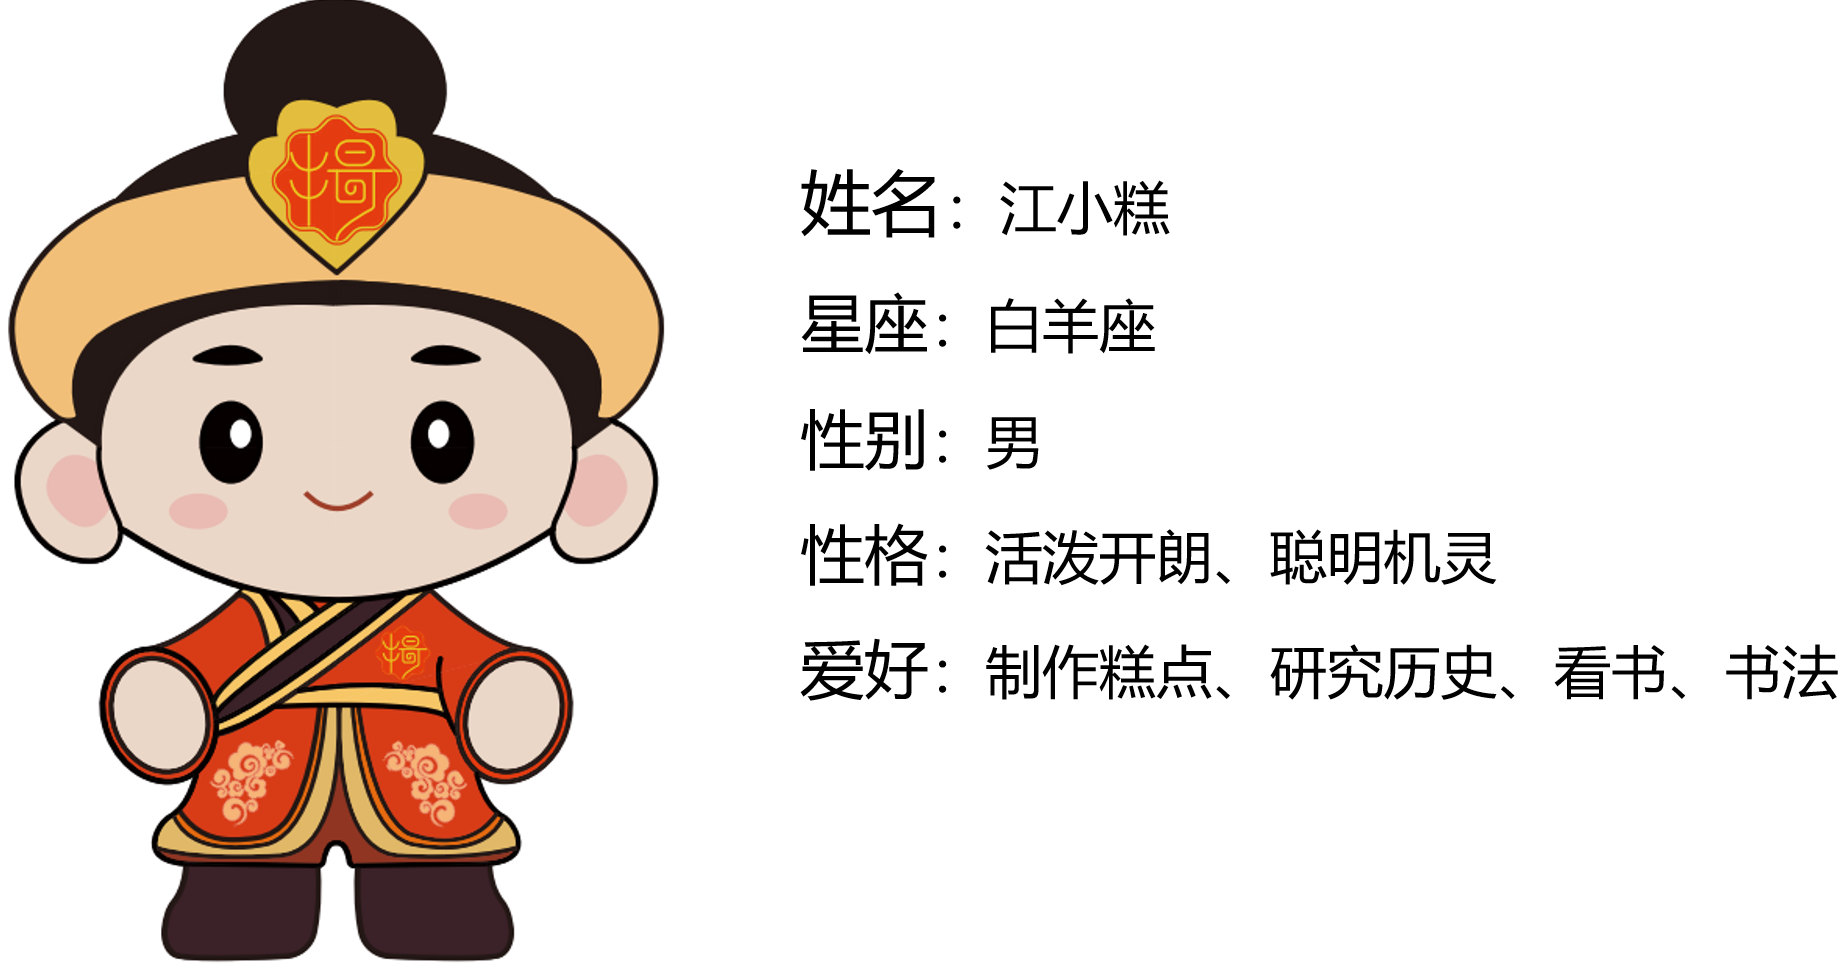 姓名：江小糕
星座：白羊座
性别：男
性格：活泼开朗、聪明机灵
爱好：制作糕点、研究历史、看书、书法